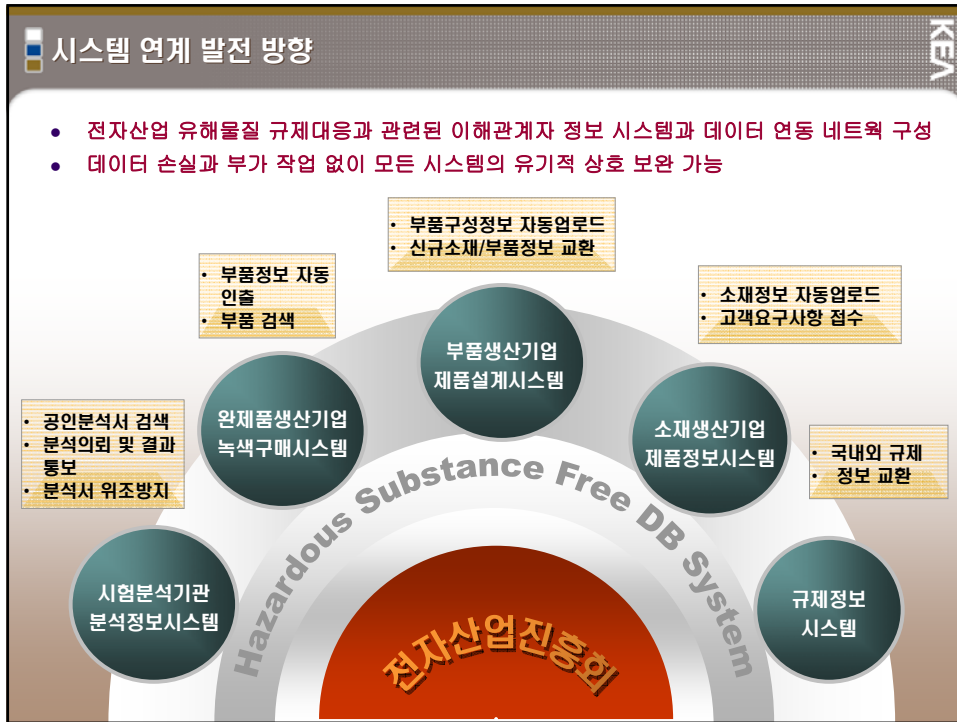 시스템 연계 발전 방향
KEA
• 전자산업 유해물질 규제대응과 관련된 이해관계자 정보 시스템과 데이터 연동 네트웍 구성
• 데이터 손실과 부가 작업 없이 모든 시스템의 유기적 상호 보완 가능
• 부품구성정보 자동업로드
• 신규소재/부품정보 교환
• 부품정보 자동
인출
• 부품 검색
• 소재정보 자동업로드
• 고객요구사항 접수
부품생산기업
제품설계시스템
• 공인분석서 검색
• 분석의뢰 및 결과
통보
• 분석서 위조방지
완제품생산기업
녹색구매시스템
소재생산기업
제품정보시스템
• 국내외 규제
• 정보 교환
Hazardous Substance Free DB System
시험분석기관
분석정보시스템
규제정보
시스템
전자산업진흥회